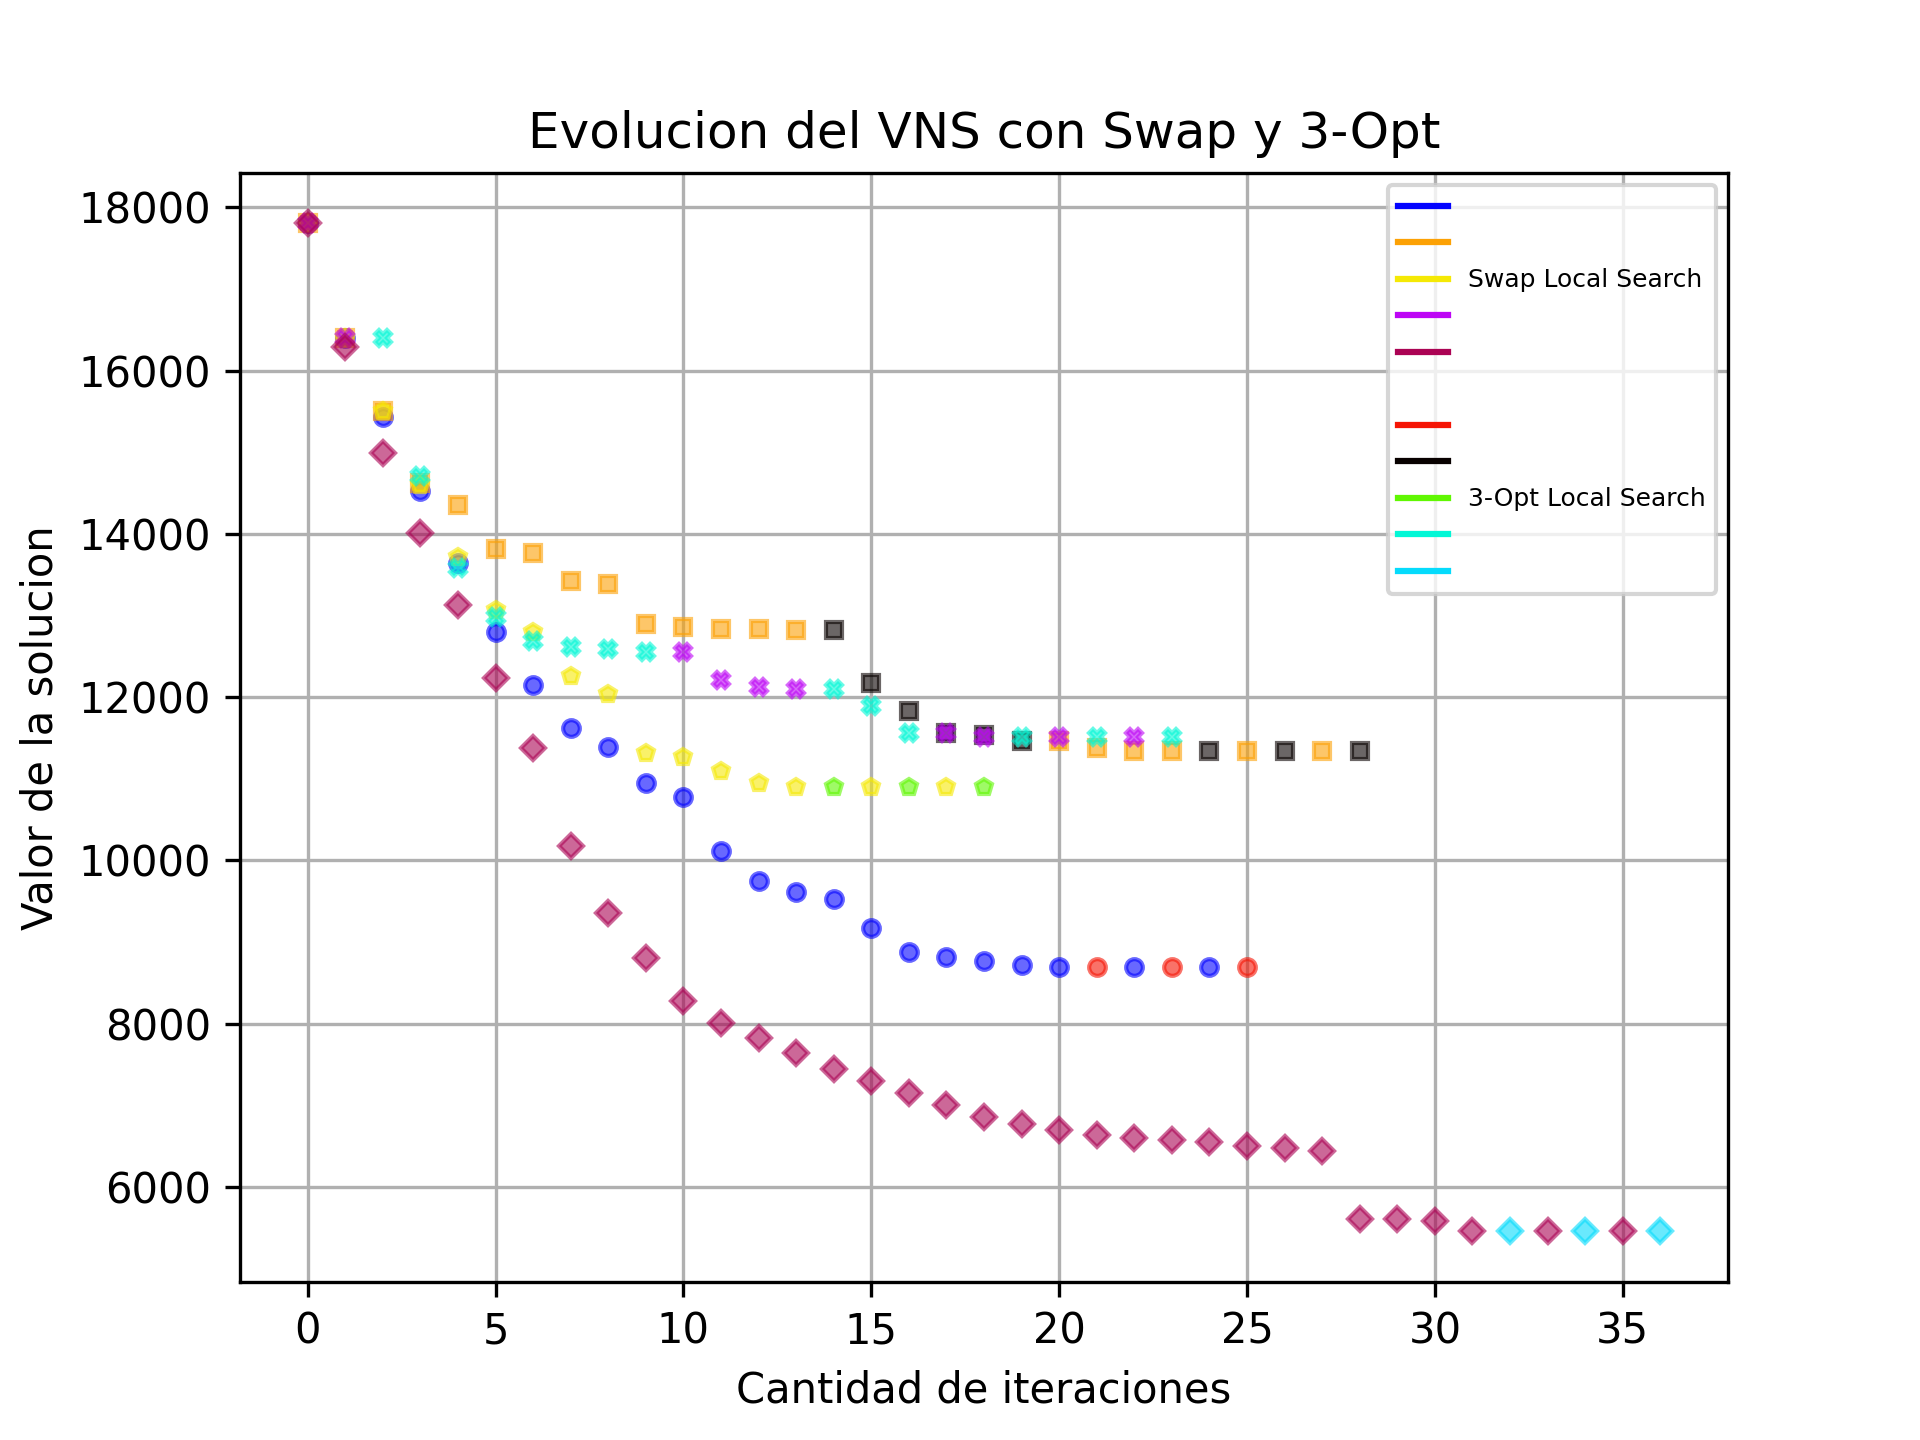 Evolucion del VNS con Swap y 3-Opt
18000
16000
14000
12000
10000
8000
6000
Valor de la solucion
Swap Local Search
3-Opt Local Search
0 5 10 15 20 25 30 35
Cantidad de iteraciones